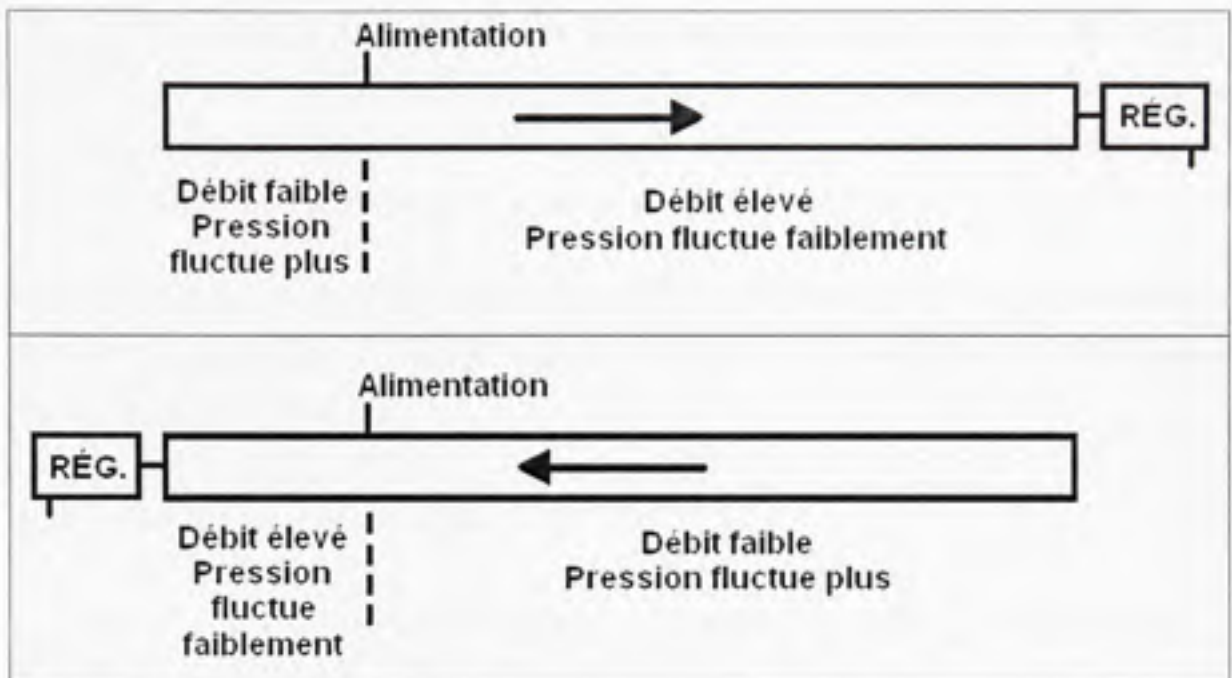 Alimentation
RÉG.
Débit faible
Pression
fluctue plus
Débit élevé
Pression fluctue faiblement
Alimentation
RÉG.
Débit élevé
Pression
fluctue
faiblement
Débit faible
Pression fluctue plus